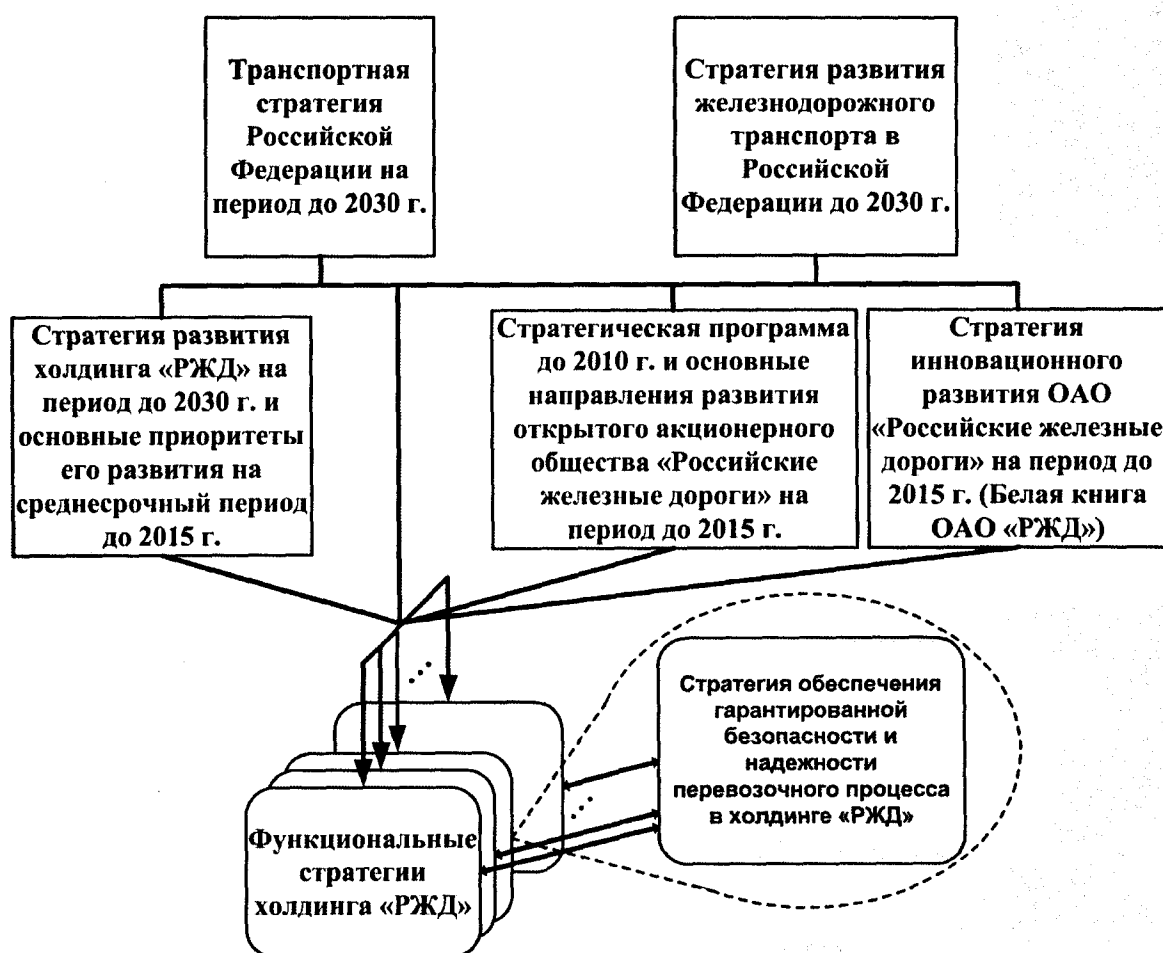 Транспортная
стратегия
Российской
Федерации на
период до 2030 г.
Стратегия развития
железнодорожного
транспорта в
Российской
Федерации до 2030 г.
Стратегия развития
холдинга «РЖД» на
период до 2030 г. и
основные приоритеты
его развития на
среднесрочный период
до 2015 г.
Стратегическая программа
до 2010 г. и основные
направления развития
открытого акционерного
общества «Российские
железные дороги» на
период до 2015 г.
Стратегия
инновационного
развития ОАО
«Российские железные
дороги» на период до
2015 г. (Белая книга
ОАО «РЖД»)
Стратегия обеспечения
гарантированной
безопасности и
надежности
перевозочного процесса
в холдинге «РЖД»
Функциональные
стратегии
холдинга «РЖД»